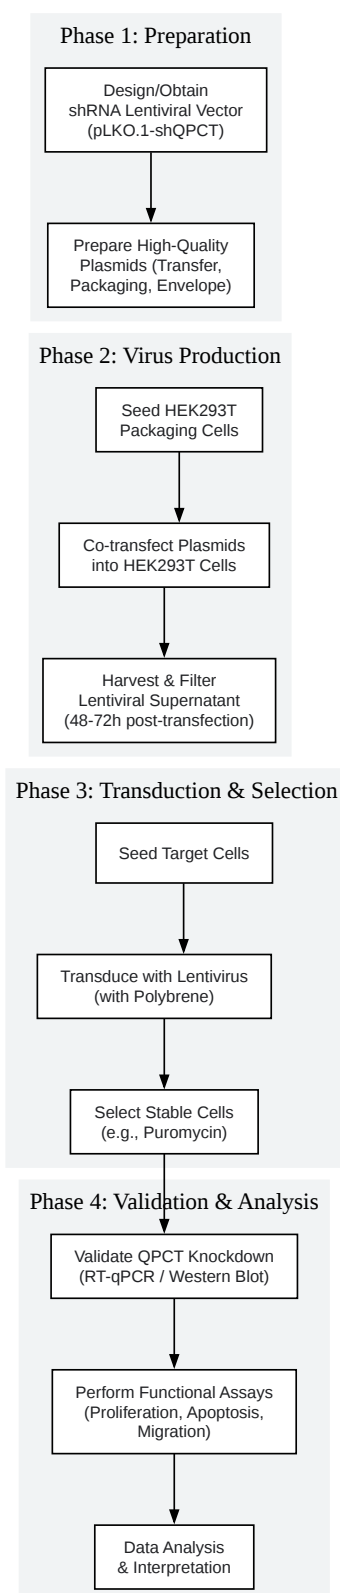 Phase 1: Preparation
Design/Obtain
shRNA Lentiviral Vector
(pLKO.1-shQPCT)
Prepare High-Quality
Plasmids (Transfer,
Packaging, Envelope)
Phase 2: Virus Production
Seed HEK293T
Packaging Cells
Co-transfect Plasmids
into HEK293T Cells
Harvest & Filter
Lentiviral Supernatant
(48-72h post-transfection)
Phase 3: Transduction & Selection
Seed Target Cells
Transduce with Lentivirus
(with Polybrene)
Select Stable Cells
(e.g., Puromycin)
Phase 4: Validation & Analysis
Validate QPCT Knockdown
(RT-qPCR / Western Blot)
Perform Functional Assays
(Proliferation, Apoptosis,
Migration)
Data Analysis
& Interpretation